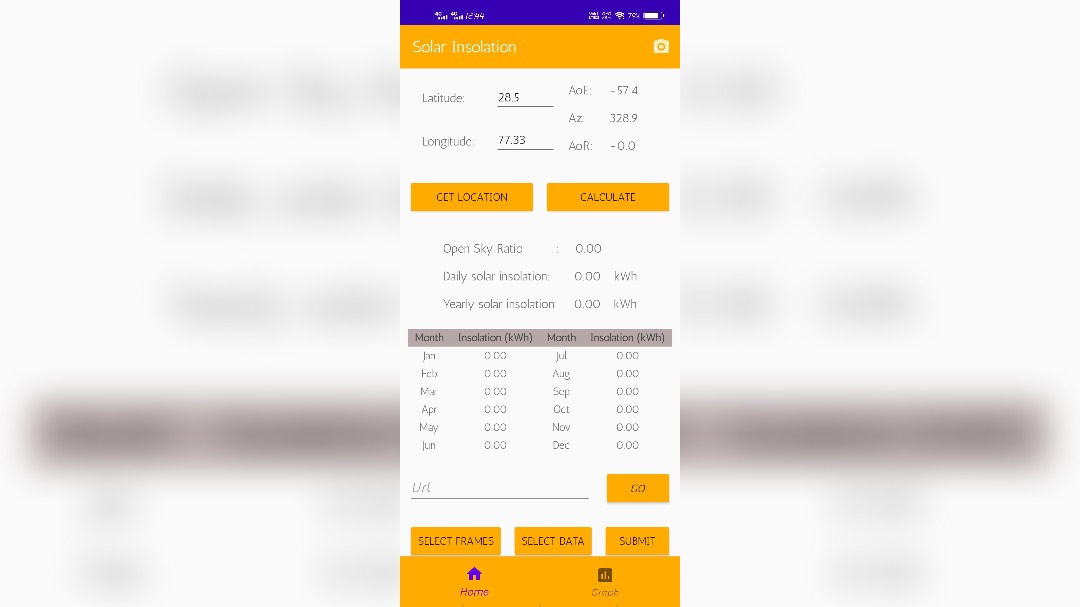 4G 4G 12:44 79%
Solar Insolation
Latitude: 28.5
Longitude: 77.33
AoE: -57.4
Az: 328.9
AoR: -0.0
GET LOCATION CALCULATE
Open Sky Ratio : 0.00
Daily solar insolation: 0.00 kWh
Yearly solar insolation: 0.00 kWh
Month Insolation (kWh) Month Insolation (kWh)
Jan 0.00 Jul 0.00
Feb 0.00 Aug 0.00
Mar 0.00 Sep 0.00
Apr 0.00 Oct 0.00
May 0.00 Nov 0.00
Jun 0.00 Dec 0.00
Url GO
SELECT FRAMES SELECT DATA SUBMIT
Home Graph